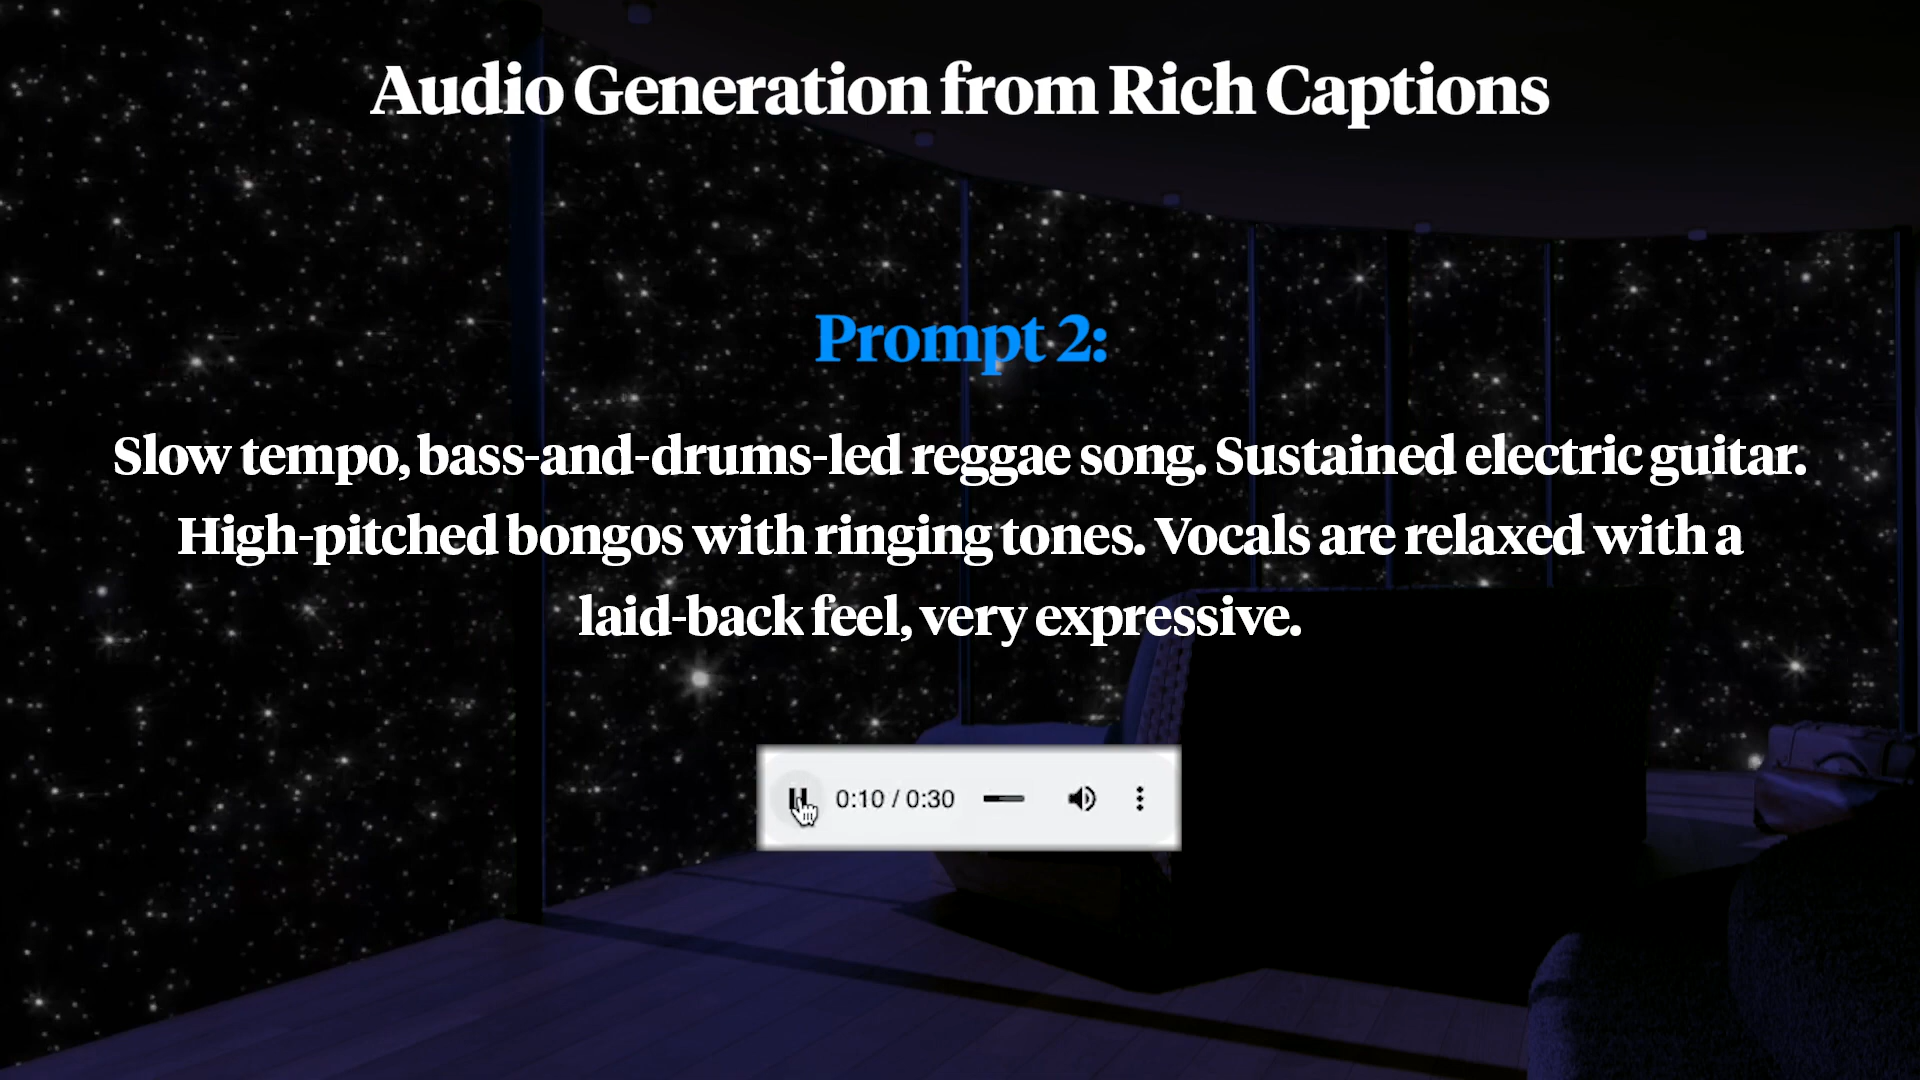 Audio Generation from Rich Captions
Prompt 2:
Slow tempo, bass-and-drums-led reggae song. Sustained electric guitar.
High-pitched bongos with ringing tones. Vocals are relaxed with a
laid-back feel, very expressive.
0:10 / 0:30